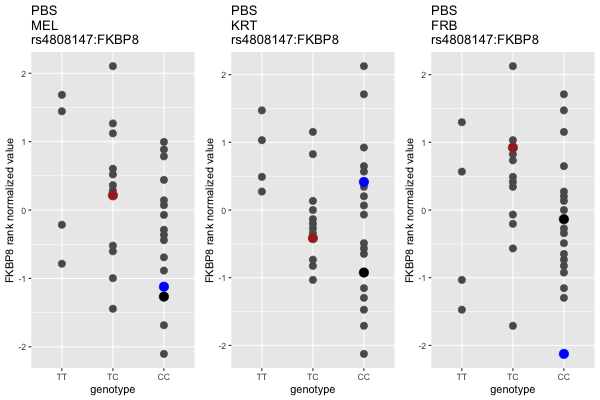 PBS
MEL
rs4808147:FKBP8
FKBP8 rank normalized value
2
1
0
-1
-2
TT TC CC
genotype
PBS
KRT
rs4808147:FKBP8
FKBP8 rank normalized value
2
1
0
-1
-2
TT TC CC
genotype
PBS
FRB
rs4808147:FKBP8
FKBP8 rank normalized value
2
1
0
-1
-2
TT TC CC
genotype